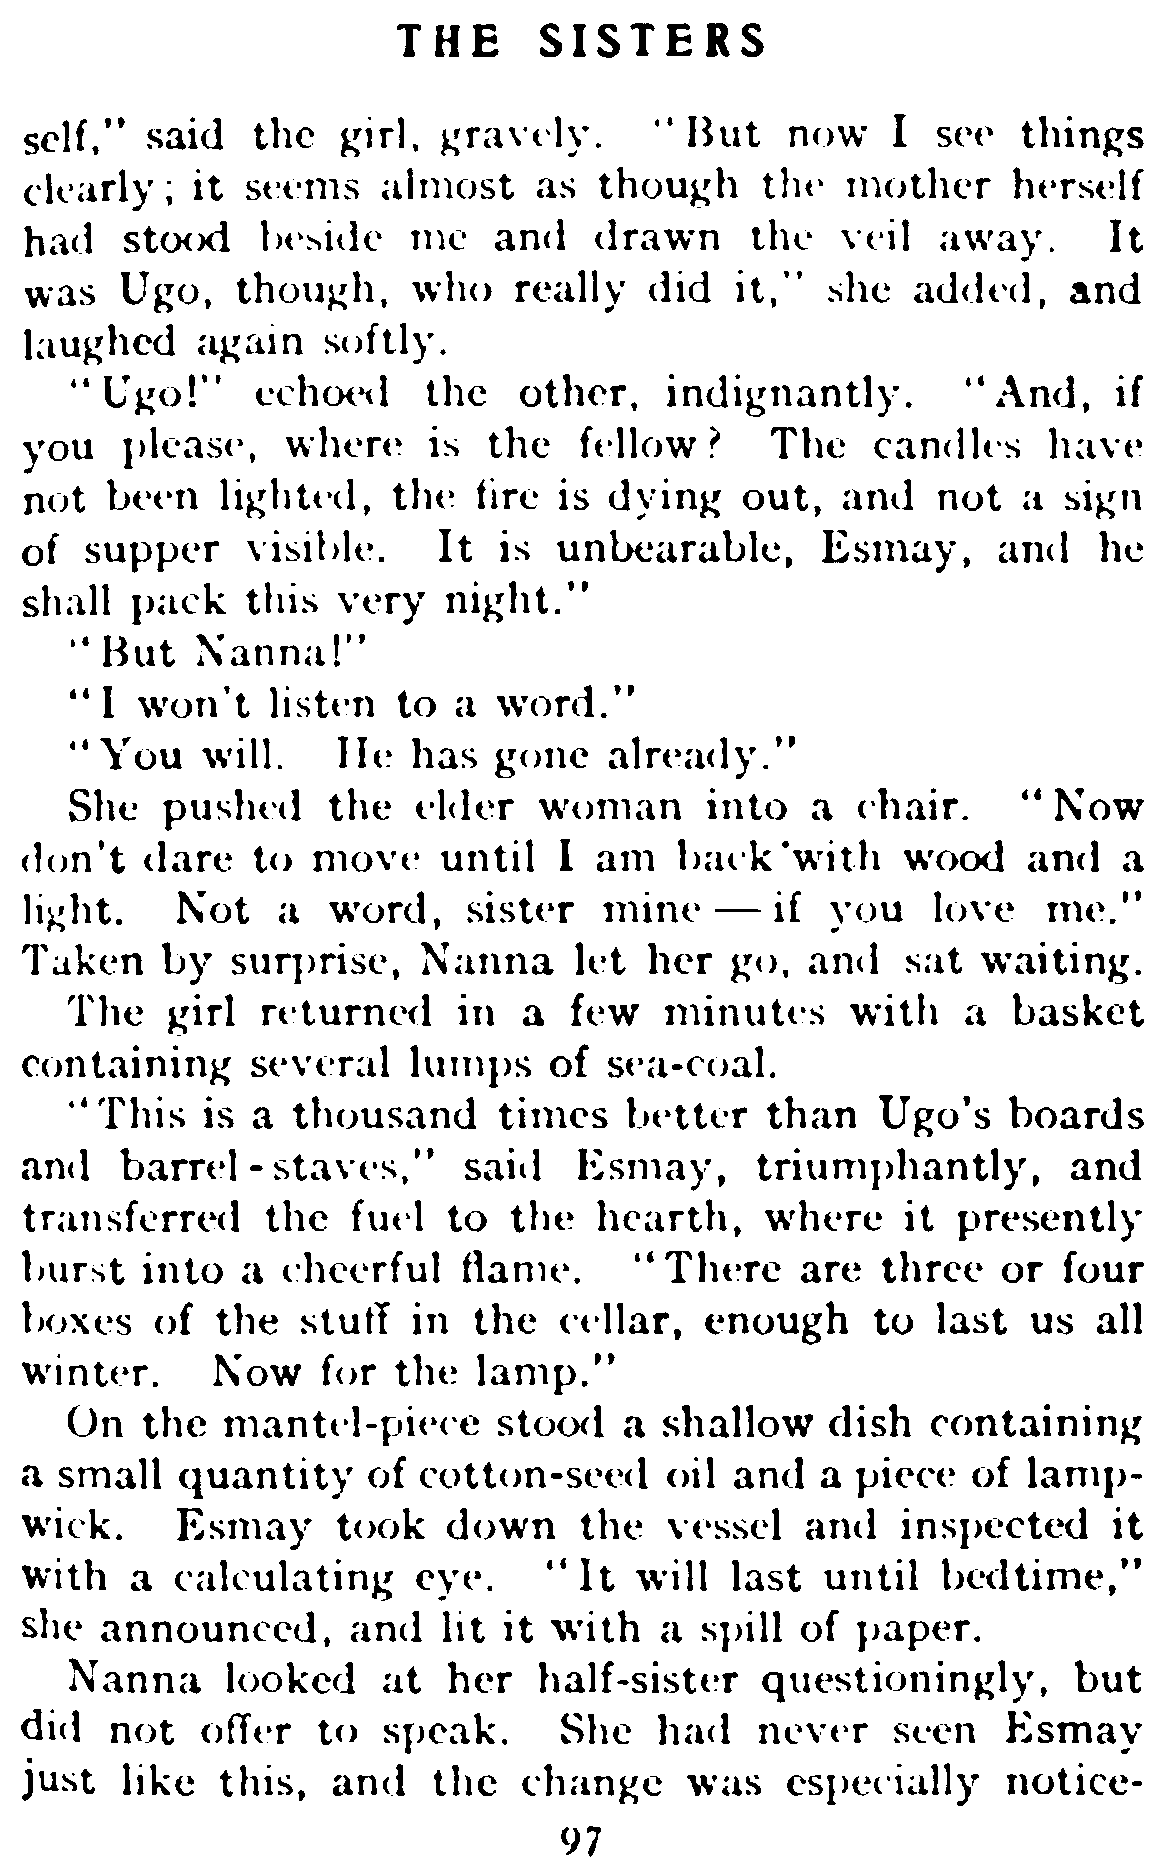 THE SISTERS
self," said the girl, gravely. "But now I see things
clearly; it seems almost as though the mother herself
had stood beside me and drawn the veil away. It
was Ugo, though, who really did it," she added, and
laughed again softly.
"Ugo!" echoed the other, indignantly. "And, if
you please, where is the fellow? The candles have
not been lighted, the fire is dying out, and not a sign
of supper visible. It is unbearable, Esmay, and he
shall pack this very night."
"But Nanna!"
"I won't listen to a word."
"You will. He has gone already."
She pushed the elder woman into a chair. "Now
don't dare to move until I am back with wood and a
light. Not a word, sister mine — if you love me."
Taken by surprise, Nanna let her go, and sat waiting.
The girl returned in a few minutes with a basket
containing several lumps of sea-coal.
"This is a thousand times better than Ugo's boards
and barrel-staves," said Esmay, triumphantly, and
transferred the fuel to the hearth, where it presently
burst into a cheerful flame. "There are three or four
boxes of the stuff in the cellar, enough to last us all
winter. Now for the lamp."
On the mantel-piece stood a shallow dish containing
a small quantity of cotton-seed oil and a piece of lamp-
wick. Esmay took down the vessel and inspected it
with a calculating eye. "It will last until bedtime,"
she announced, and lit it with a spill of paper.
Nanna looked at her half-sister questioningly, but
did not offer to speak. She had never seen Esmay
just like this, and the change was especially notice-
97